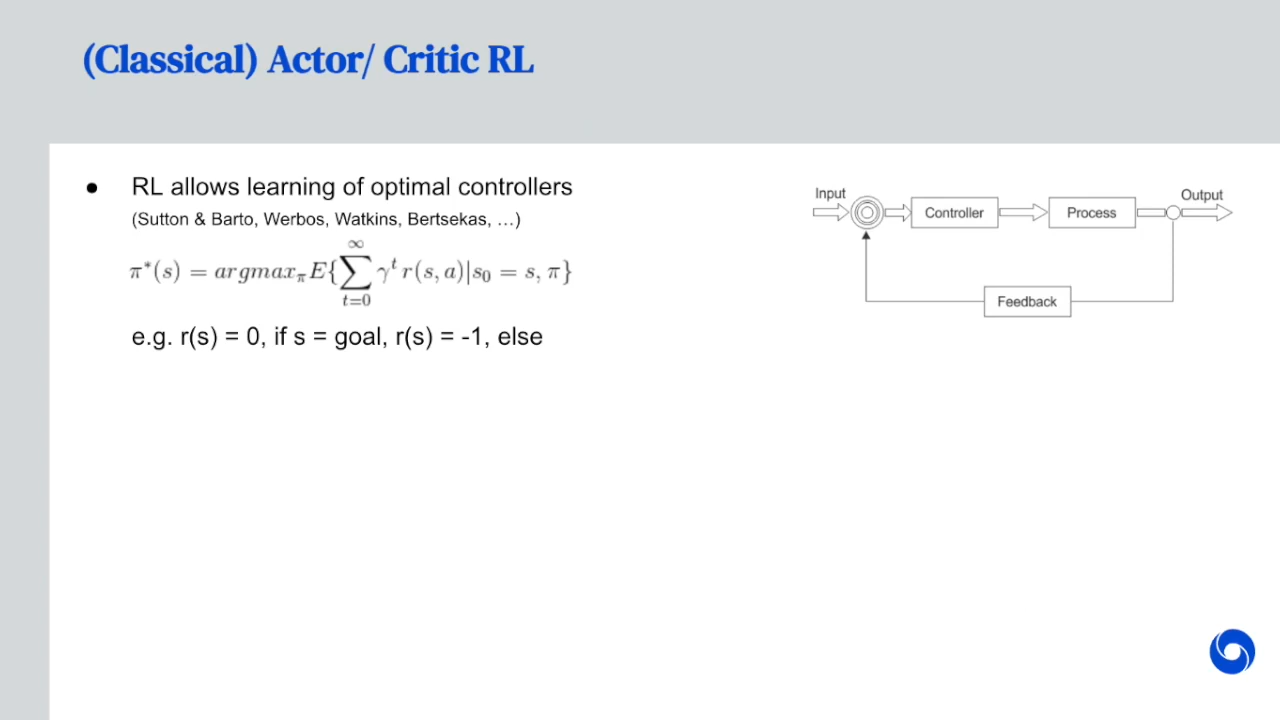 (Classical) Actor/ Critic RL
● RL allows learning of optimal controllers
(Sutton & Barto, Werbos, Watkins, Bertsekas, …)
π*(s) = argmax_π E{∑_{t=0}^{∞} γ^t r(s, a)|s_0 = s, π}
e.g. r(s) = 0, if s = goal, r(s) = -1, else
Input
Controller
Process
Output
Feedback